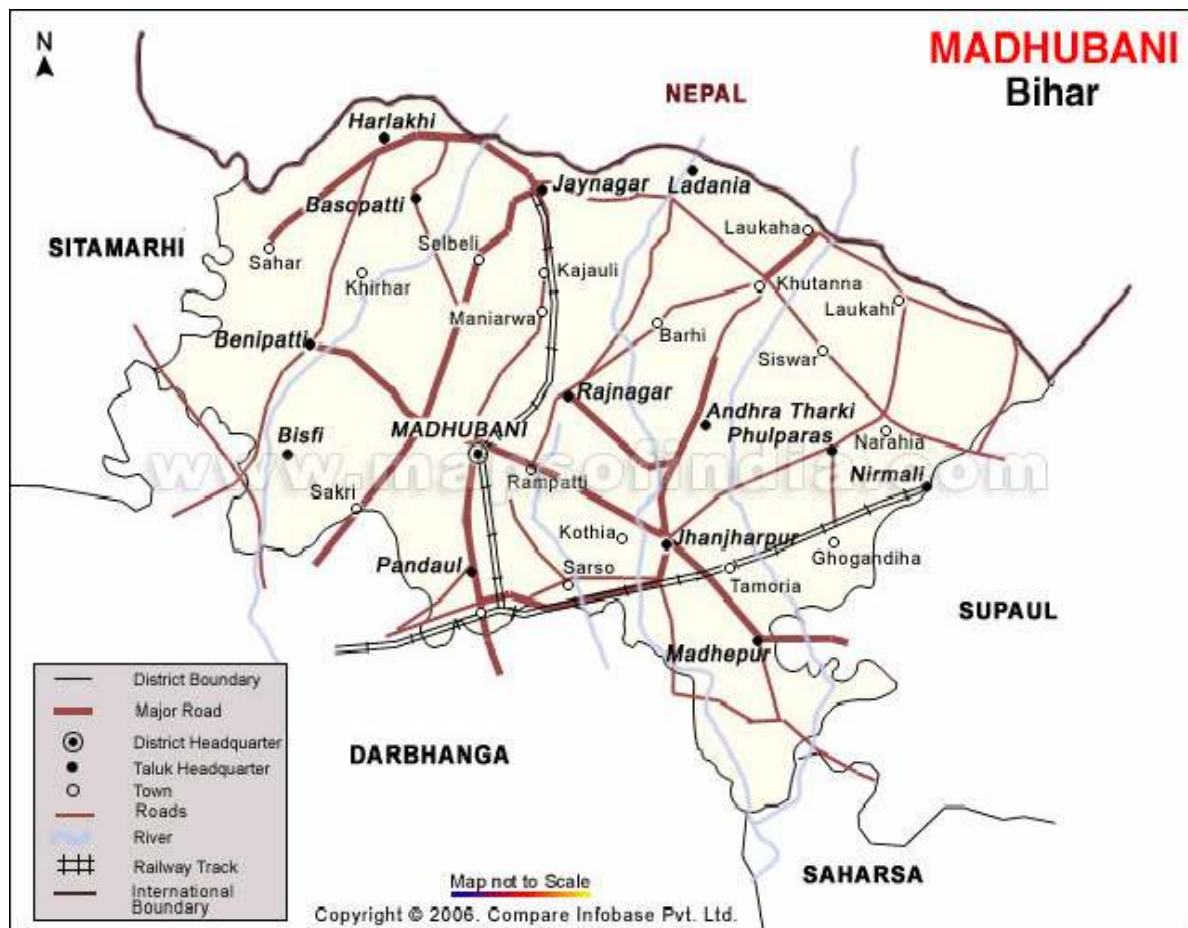 MADHUBANI
Bihar
N
NEPAL
Harlakhi
Jaynagar
Ladania
Basopatti
Laukaha
SITAMARHI
Selbeli
Sahar
Khirhar
Kajauli
Khutanna
Laukahi
Maniarwa
Benipatti
Barhi
Siswar
Rajnagar
Andhra Tharki
Bisfi
MADHUBANI
Phulparas
Narahia
www.mapsofindia.com
Rampatti
Nirmali
Sakri
Kothia
Jhanjharpur
Ghogandiha
Pandaul
Sarso
Tamoria
SUPAUL
Madhepur
DARBHANGA
SAHARSA
District Boundary
Major Road
District Headquarter
Taluk Headquarter
Town
Roads
River
Railway Track
International
Boundary
Map not to Scale
Copyright © 2006. Compare Infobase Pvt. Ltd.